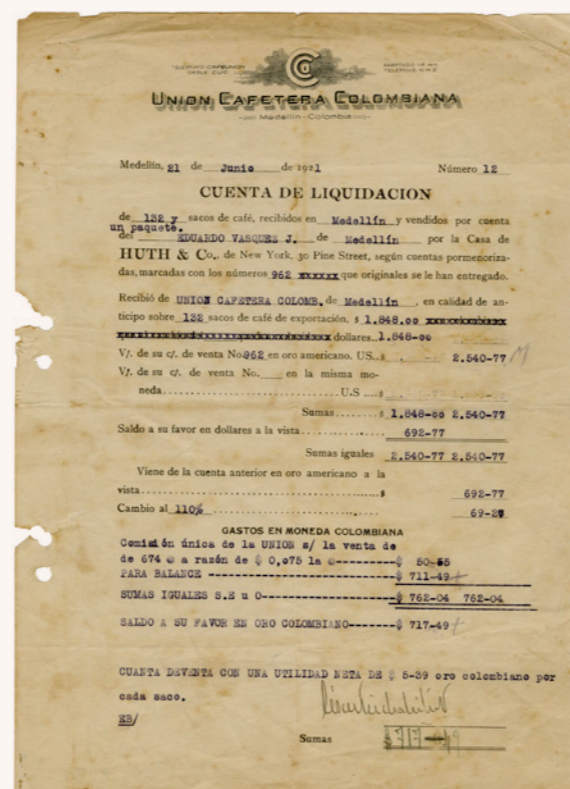 UNION CAFETERA COLOMBIANA
Medellín - Colombia
Medellín, 21 de Junio de 1921 Número 12
CUENTA DE LIQUIDACION
de 132 y sacos de café, recibidos en Medellín y vendidos por cuenta
un paquete.
del EDUARDO VASQUEZ J. de Medellín por la Casa de
HUTH & Co., de New York, 30 Pine Street, según cuentas pormenoriza-
das, marcadas con los números 962 xxxxxx que originales se le han entregado.
Recibió de UNION CAFETERA COLOMB. de Medellín, en calidad de an-
ticipo sobre 132 sacos de café de exportación. $ 1.848.oo
dollares..1.848-oo
V/. de su c/. de venta No.962 en oro americano. US..$ 2.540-77
V/. de su c/. de venta No. en la misma mo-
neda US $
Sumas $ 1.848-oo 2.540-77
Saldo a su favor en dollares a la vista 692-77
Sumas iguales 2.540-77 2.540-77
Viene de la cuenta anterior en oro americano a la
vista $ 692-77
Cambio al 110% 69-27
GASTOS EN MONEDA COLOMBIANA
Comisión única de la UNION s/ la venta de
de 674 @ a razón de $ 0,075 la @----------$ 50-55
PARA BALANCE ----------------------------$ 711-49
SUMAS IGUALES S.E u O--------------------$ 762-04 762-04
SALDO A SU FAVOR EN ORO COLOMBIANO-------$ 717-49
CUANTA DEVENTA CON UNA UTILIDAD NETA DE $ 5-39 oro colombiano por
cada saco.
EB/
Sumas $ 717-49